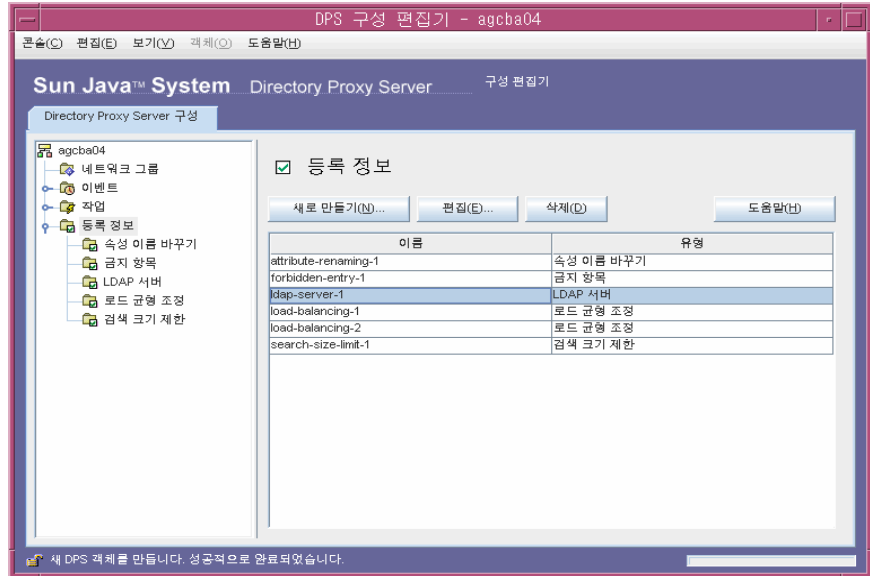 DPS 구성 편집기 - agcba04
콘솔(C) 편집(E) 보기(V) 객체(O) 도움말(H)
Sun Java™ System Directory Proxy Server 구성 편집기
Directory Proxy Server 구성
agcba04
네트워크 그룹
이벤트
작업
등록 정보
속성 이름 바꾸기
금지 항목
LDAP 서버
로드 균형 조정
검색 크기 제한
등록 정보
새로 만들기(N)... 편집(E)... 삭제(D) 도움말(H)
이름 유형
attribute-renaming-1 속성 이름 바꾸기
forbidden-entry-1 금지 항목
ldap-server-1 LDAP 서버
load-balancing-1 로드 균형 조정
load-balancing-2 로드 균형 조정
search-size-limit-1 검색 크기 제한
새 DPS 객체를 만듭니다. 성공적으로 완료되었습니다.